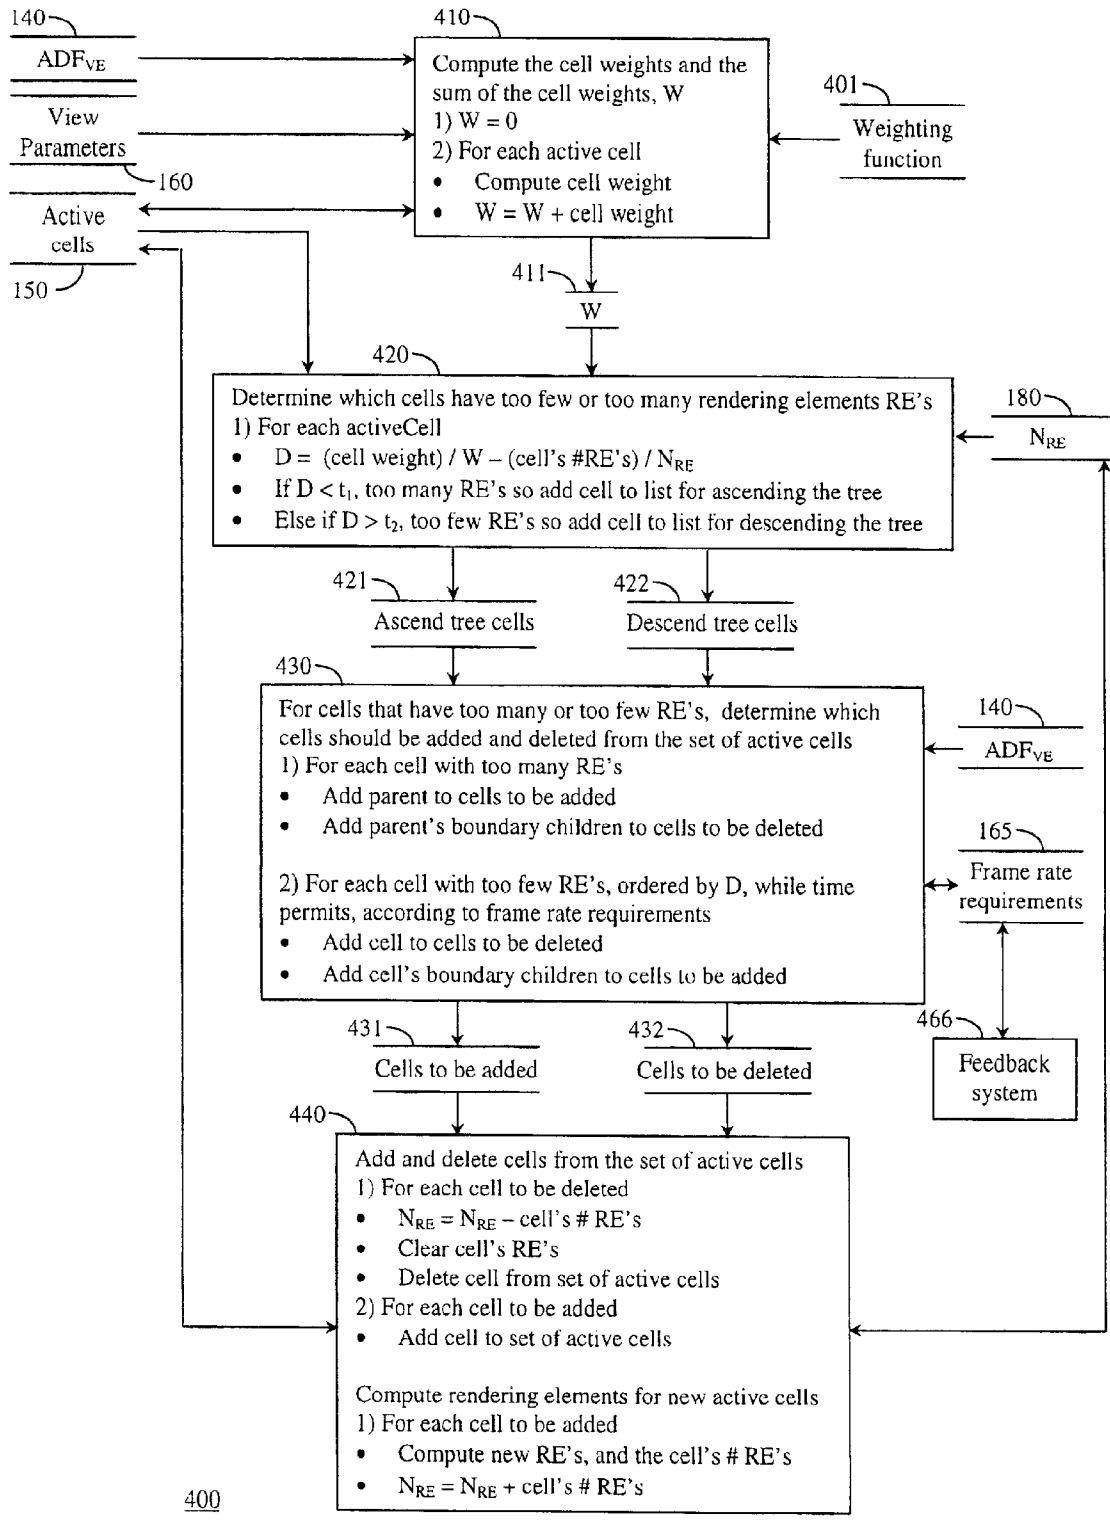 140
ADF_VE
View
Parameters
160
Active
cells
150
410
Compute the cell weights and the
sum of the cell weights, W
1) W = 0
2) For each active cell
• Compute cell weight
• W = W + cell weight
401
Weighting
function
411
W
420
Determine which cells have too few or too many rendering elements RE's
1) For each activeCell
• D = (cell weight) / W – (cell's #RE's) / N_RE
• If D < t₁, too many RE's so add cell to list for ascending the tree
• Else if D > t₂, too few RE's so add cell to list for descending the tree
180
N_RE
421
Ascend tree cells
422
Descend tree cells
430
For cells that have too many or too few RE's, determine which
cells should be added and deleted from the set of active cells
1) For each cell with too many RE's
• Add parent to cells to be added
• Add parent's boundary children to cells to be deleted
2) For each cell with too few RE's, ordered by D, while time
permits, according to frame rate requirements
• Add cell to cells to be deleted
• Add cell's boundary children to cells to be added
140
ADF_VE
165
Frame rate
requirements
466
Feedback
system
431
Cells to be added
432
Cells to be deleted
440
Add and delete cells from the set of active cells
1) For each cell to be deleted
• N_RE = N_RE – cell's # RE's
• Clear cell's RE's
• Delete cell from set of active cells
2) For each cell to be added
• Add cell to set of active cells
Compute rendering elements for new active cells
1) For each cell to be added
• Compute new RE's, and the cell's # RE's
• N_RE = N_RE + cell's # RE's
400